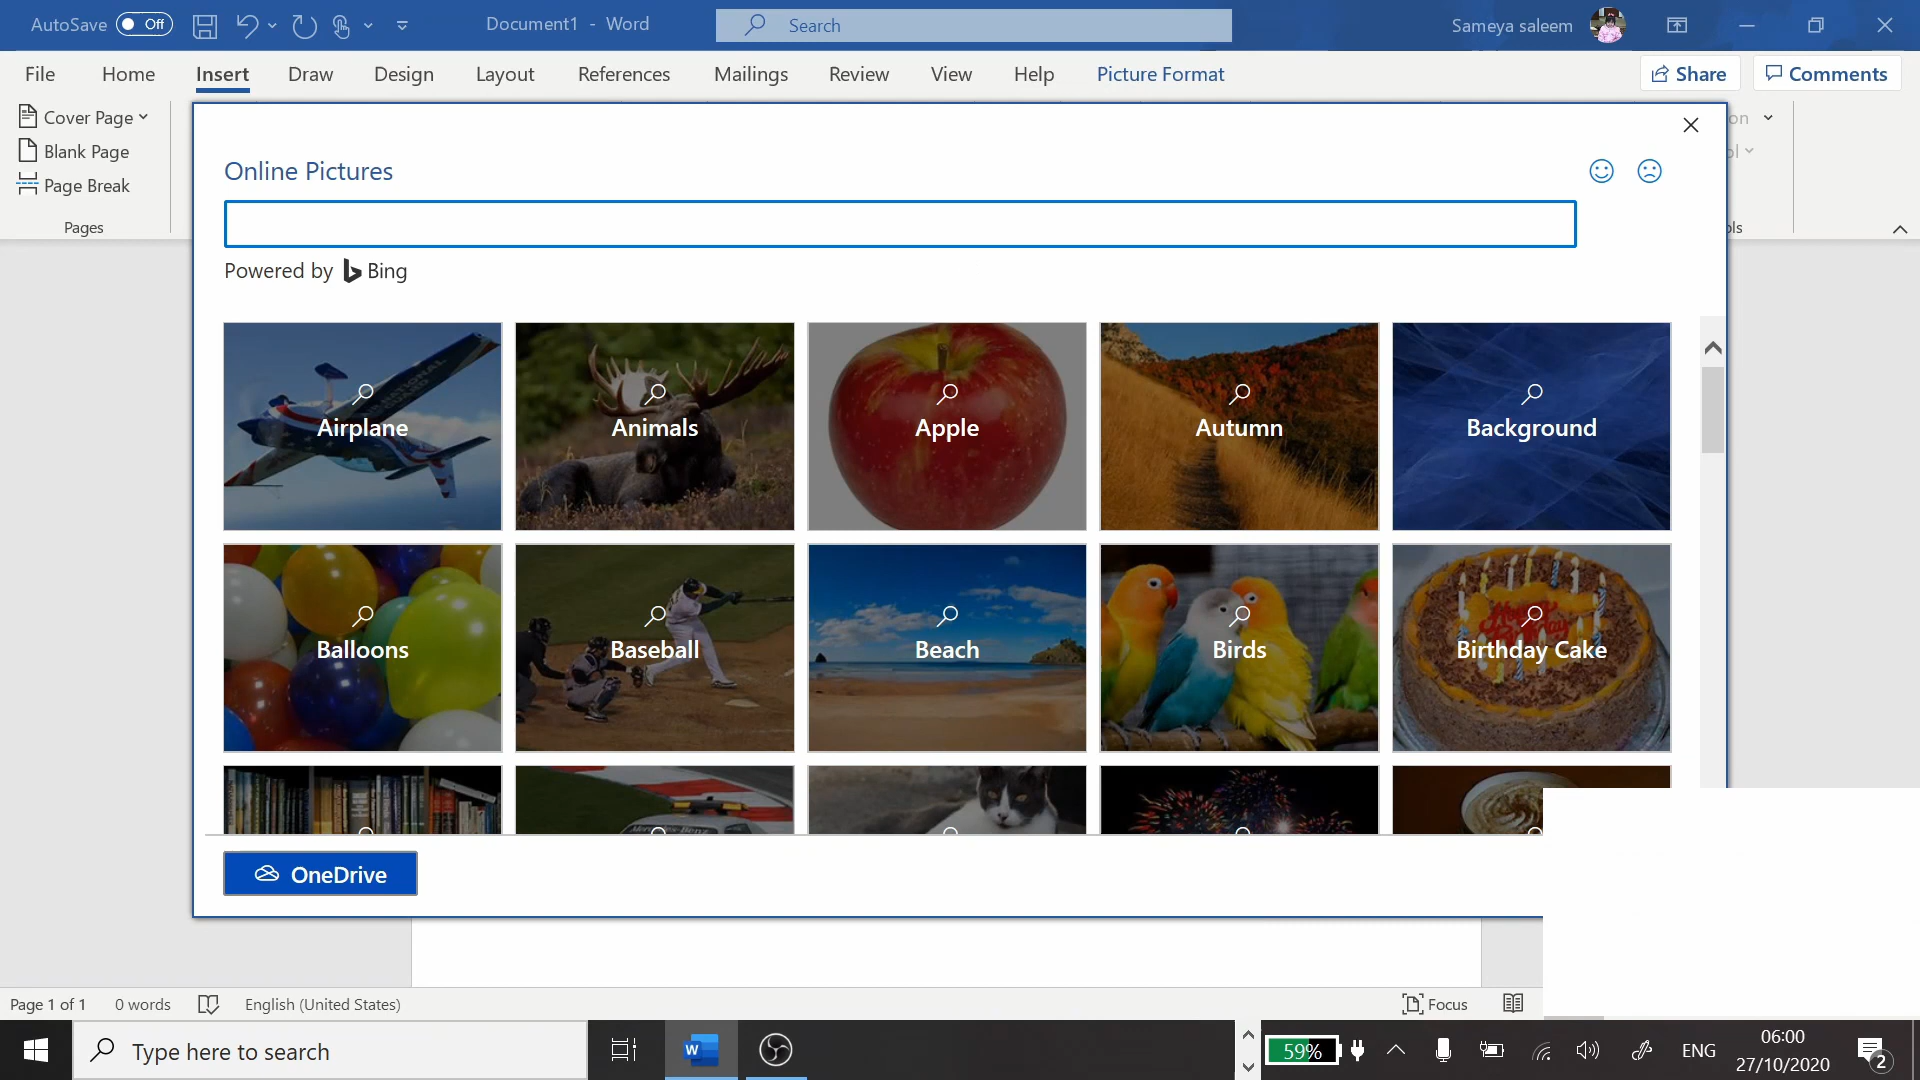 AutoSave Off Document1 - Word Search Sameya saleem
File Home Insert Draw Design Layout References Mailings Review View Help Picture Format Share Comments
Cover Page
Blank Page
Page Break
Pages
Online Pictures
Powered by Bing
Airplane Animals Apple Autumn Background
Balloons Baseball Beach Birds Birthday Cake
OneDrive
Page 1 of 1 0 words English (United States) Focus
Type here to search 59% ENG 06:00
27/10/2020 2